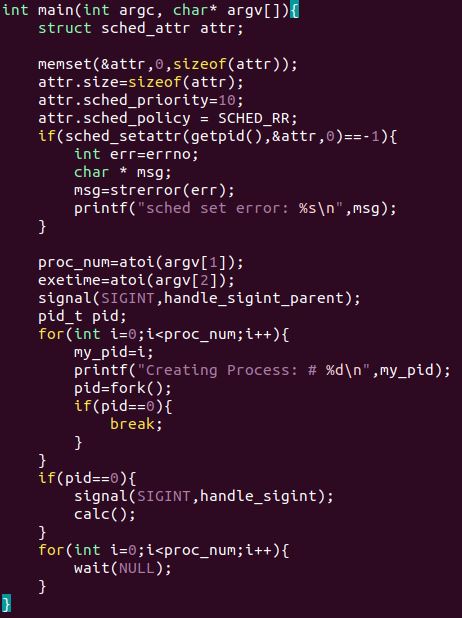 int main(int argc, char* argv[]){
    struct sched_attr attr;

    memset(&attr,0,sizeof(attr));
    attr.size=sizeof(attr);
    attr.sched_priority=10;
    attr.sched_policy = SCHED_RR;
    if(sched_setattr(getpid(),&attr,0)==-1){
        int err=errno;
        char * msg;
        msg=strerror(err);
        printf("sched set error: %s\n",msg);
    }

    proc_num=atoi(argv[1]);
    exetime=atoi(argv[2]);
    signal(SIGINT,handle_sigint_parent);
    pid_t pid;
    for(int i=0;i<proc_num;i++){
        my_pid=i;
        printf("Creating Process: # %d\n",my_pid);
        pid=fork();
        if(pid==0){
            break;
        }
    }
    if(pid==0){
        signal(SIGINT,handle_sigint);
        calc();
    }
    for(int i=0;i<proc_num;i++){
        wait(NULL);
    }
}